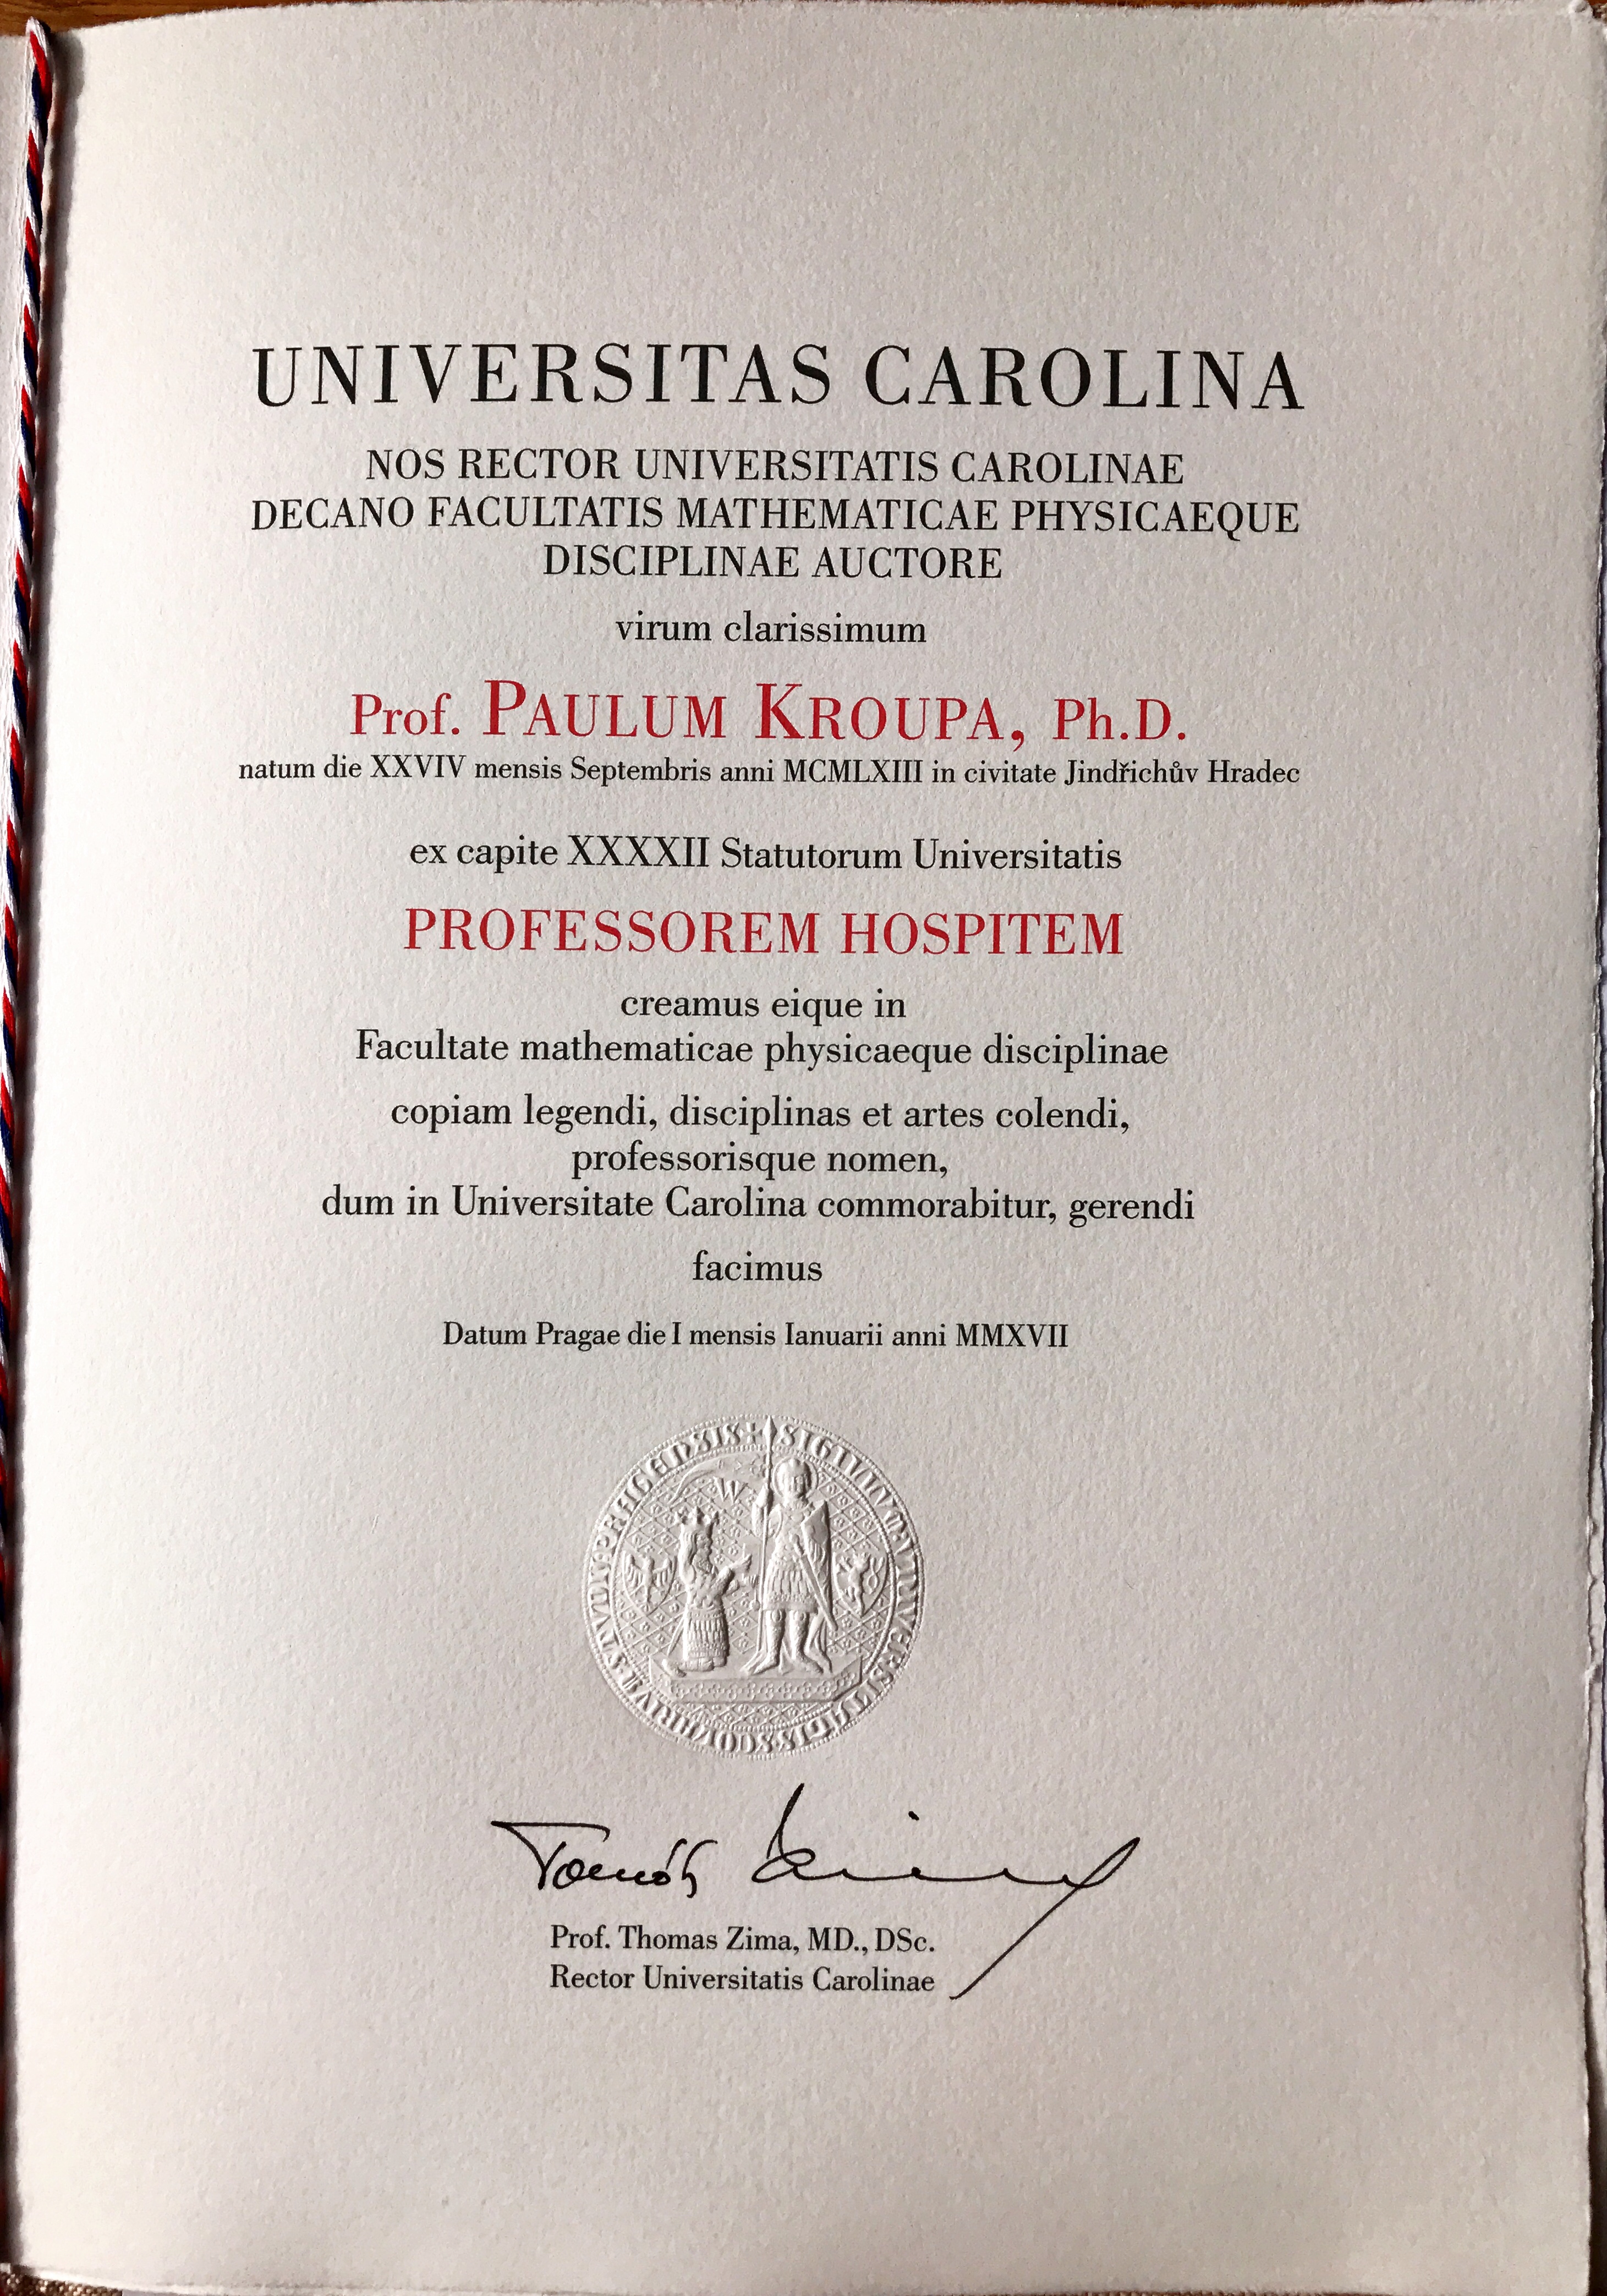 UNIVERSITAS CAROLINA
NOS RECTOR UNIVERSITATIS CAROLINAE
DECANO FACULTATIS MATHEMATICAE PHYSICAEQUE
DISCIPLINAE AUCTORE
virum clarissimum
Prof. PAULUM KROUPA, Ph.D.
natum die XXVIV mensis Septembris anni MCMLXIII in civitate Jindřichův Hradec
ex capite XXXXII Statutorum Universitatis
PROFESSOREM HOSPITEM
creamus eique in
Facultate mathematicae physicaeque disciplinae
copiam legendi, disciplinas et artes colendi,
professorisque nomen,
dum in Universitate Carolina commorabitur, gerendi
facimus
Datum Pragae die I mensis Ianuarii anni MMXVII
W
Tomáš Zima
Prof. Thomas Zima, MD., DSc.
Rector Universitatis Carolinae